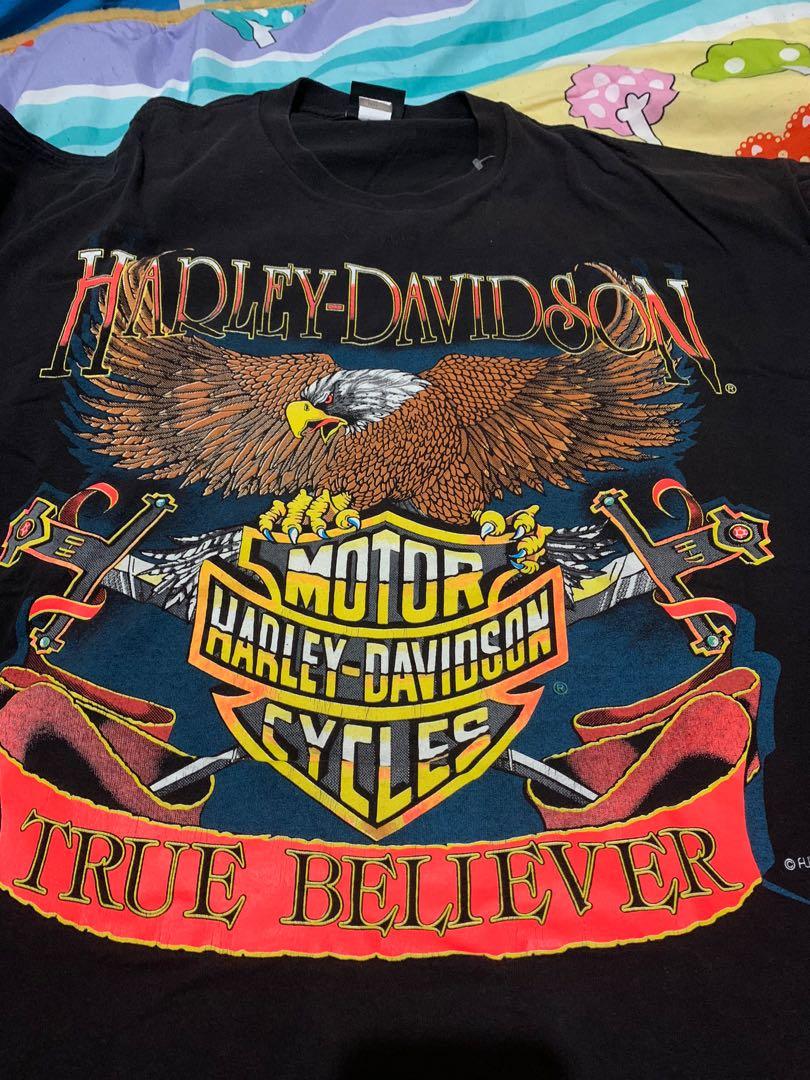 HARLEY-DAVIDSON
®
MOTOR
HARLEY-DAVIDSON
®
CYCLES
TRUE BELIEVER
©